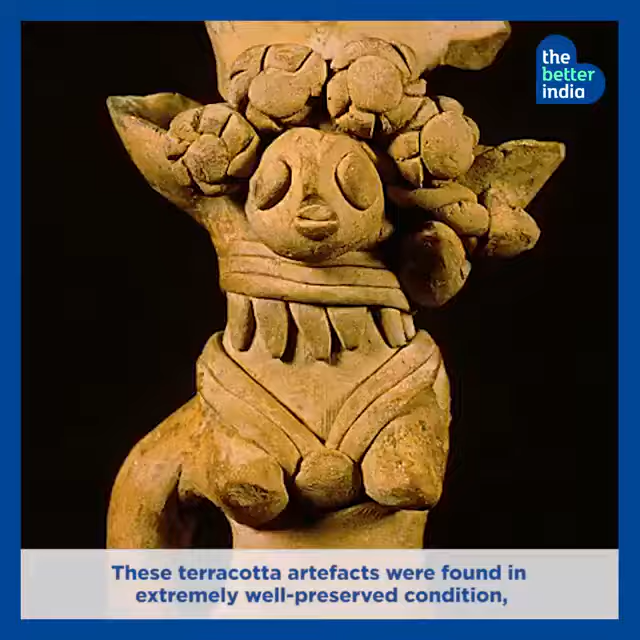 the
better
india
These terracotta artefacts were found in
extremely well-preserved condition,